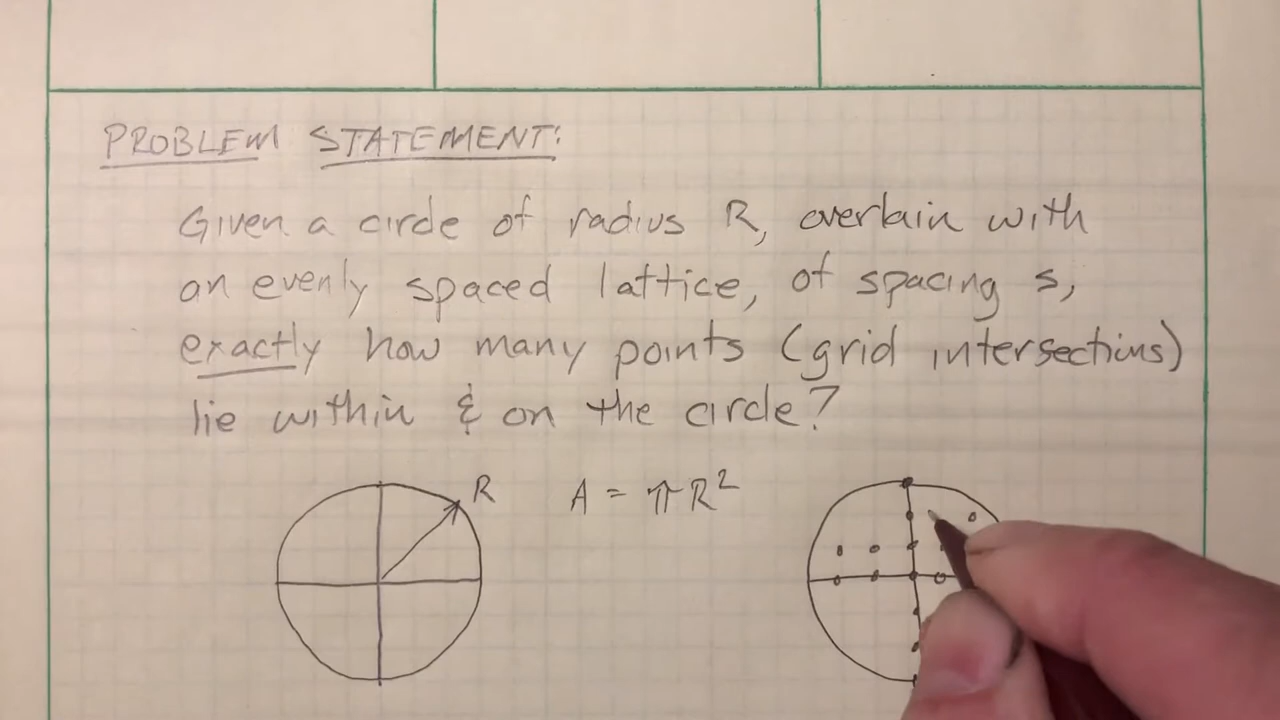 PROBLEM STATEMENT:
Given a circle of radius R, overlain with
an evenly spaced lattice, of spacing s,
exactly how many points (grid intersections)
lie within & on the circle?
R A = πR²